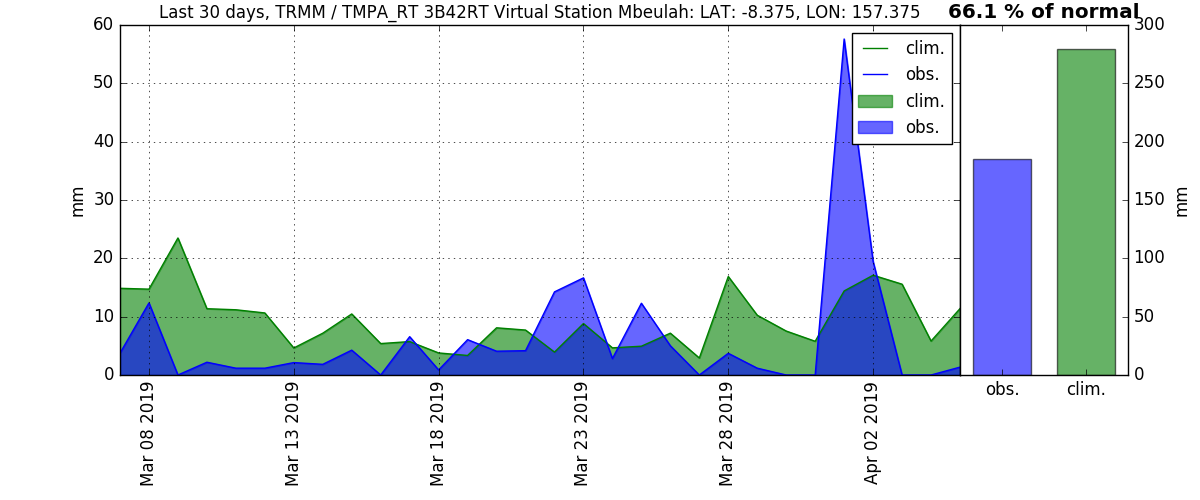 Last 30 days, TRMM / TMPA_RT 3B42RT Virtual Station Mbeulah: LAT: -8.375, LON: 157.375
66.1 % of normal
60
50
40
30
20
10
0
mm
clim.
obs.
clim.
obs.
300
250
200
150
100
50
0
mm
Mar 08 2019
Mar 13 2019
Mar 18 2019
Mar 23 2019
Mar 28 2019
Apr 02 2019
obs.
clim.